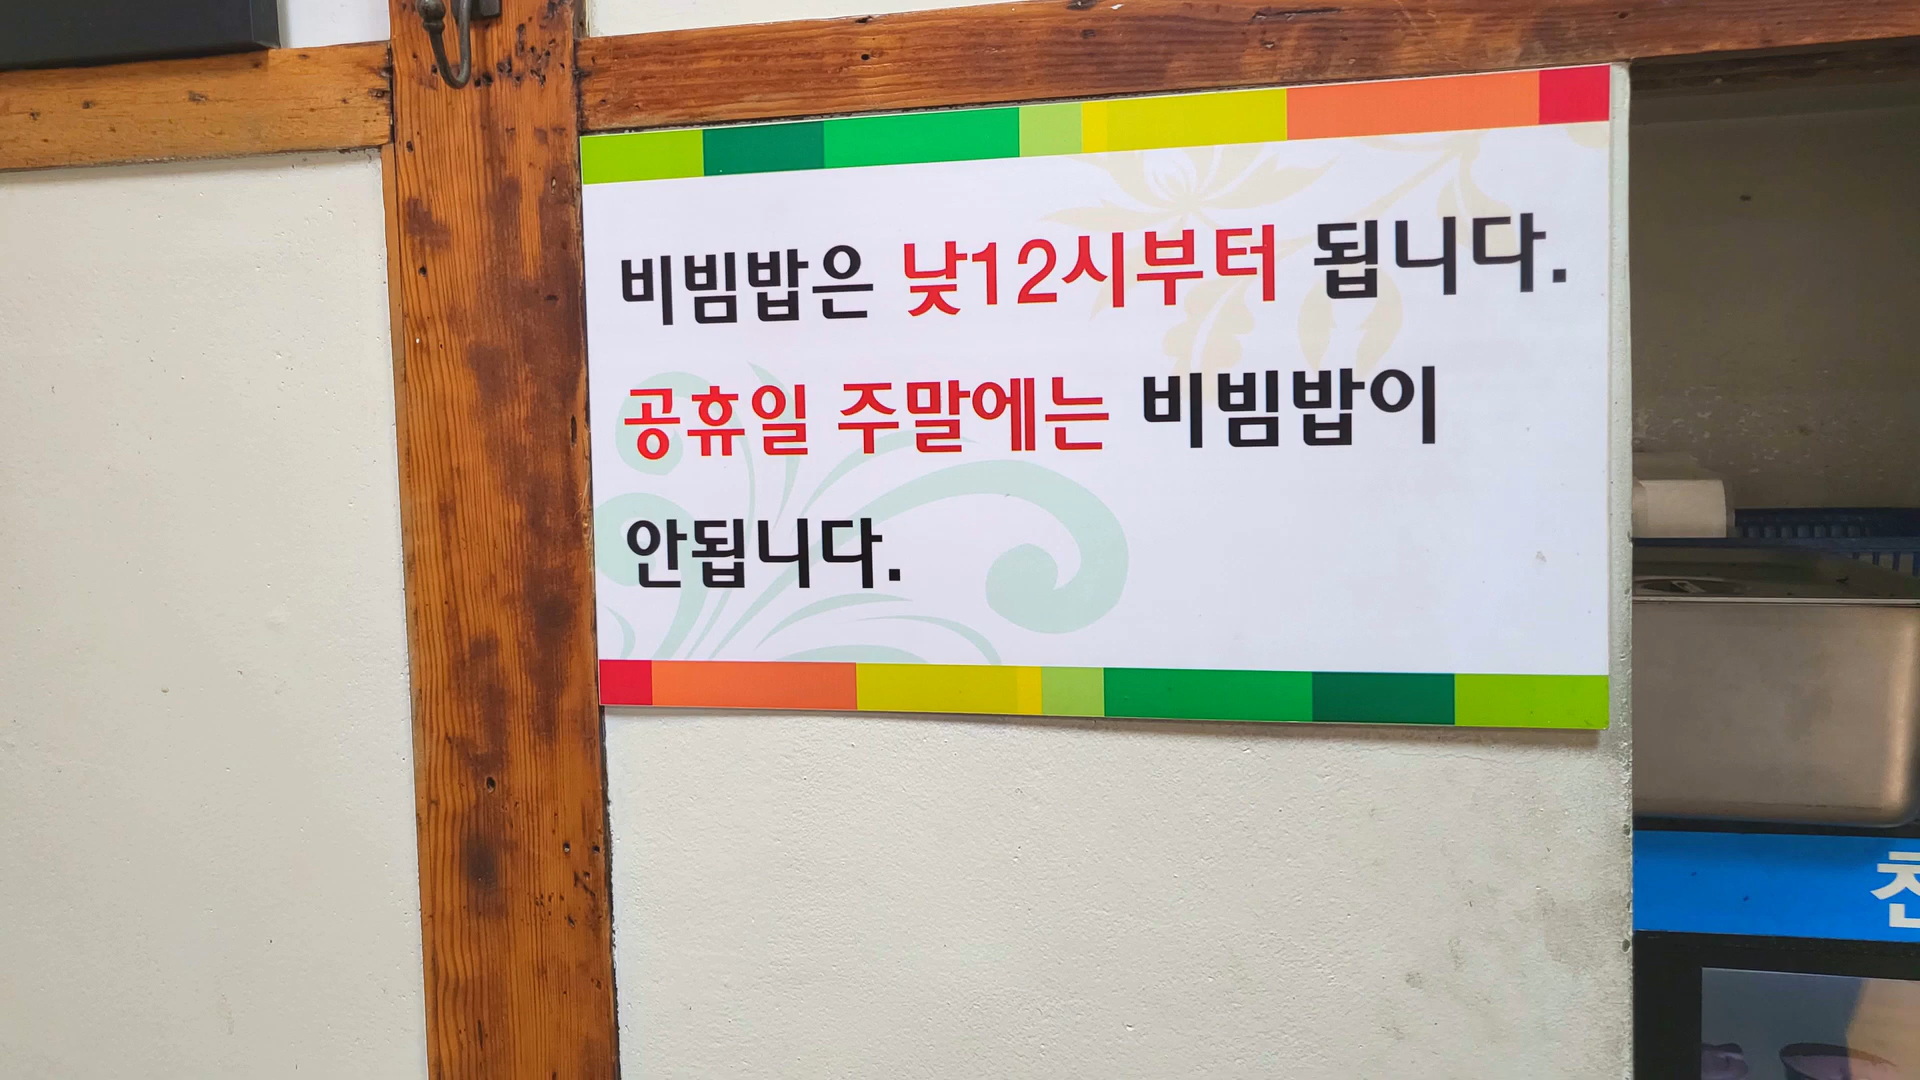 비빔밥은 낮12시부터 됩니다.
공휴일 주말에는 비빔밥이
안됩니다.